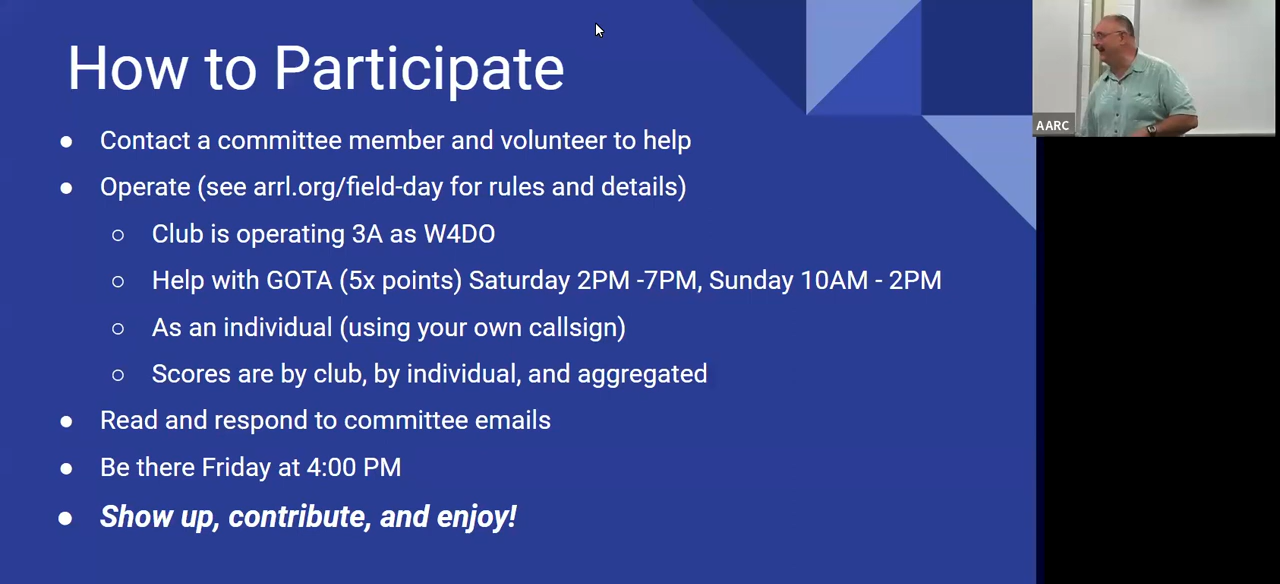 How to Participate
Contact a committee member and volunteer to help
Operate (see arrl.org/field-day for rules and details)
Club is operating 3A as W4DO
Help with GOTA (5x points) Saturday 2PM -7PM, Sunday 10AM - 2PM
As an individual (using your own callsign)
Scores are by club, by individual, and aggregated
Read and respond to committee emails
Be there Friday at 4:00 PM
Show up, contribute, and enjoy!
AARC